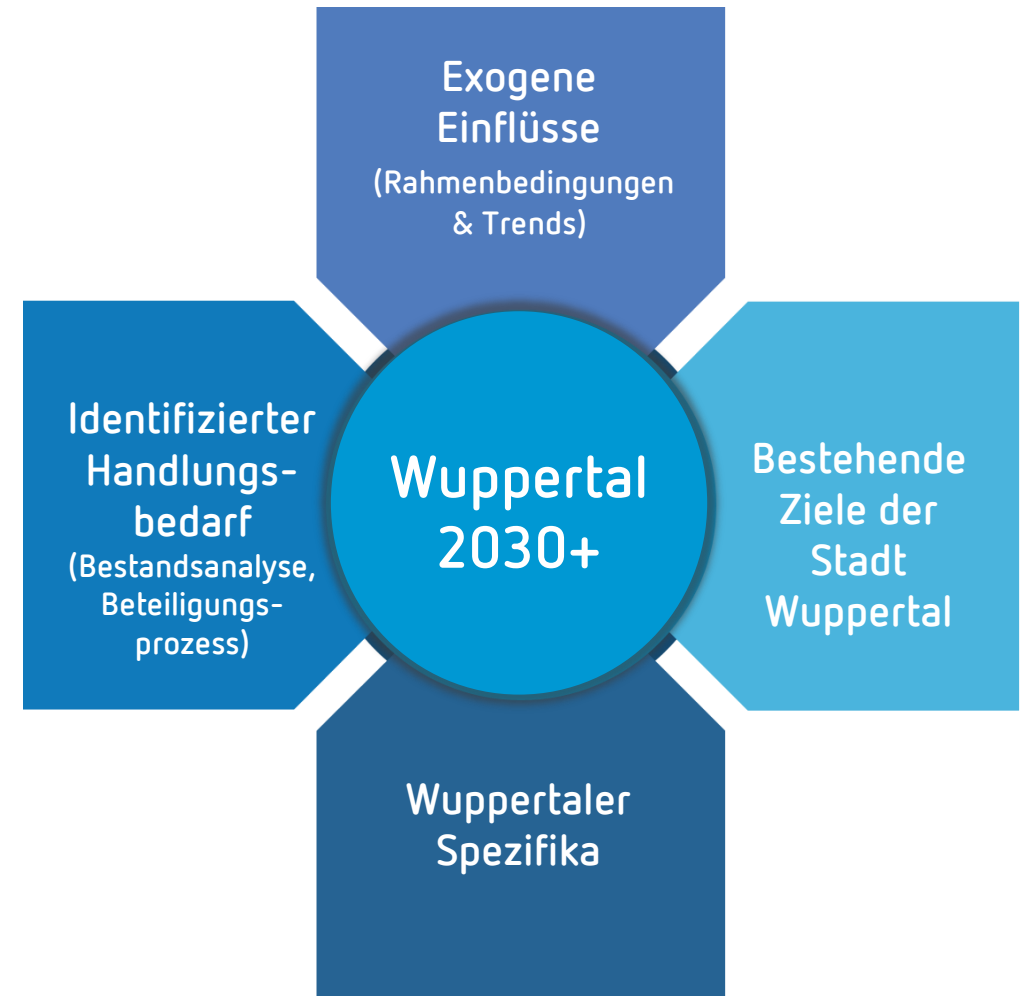 Exogene
Einflüsse
(Rahmenbedingungen
& Trends)
Identifizierter
Handlungs-
bedarf
(Bestandsanalyse,
Beteiligungs-
prozess)
Wuppertal
2030+
Bestehende
Ziele der
Stadt
Wuppertal
Wuppertaler
Spezifika